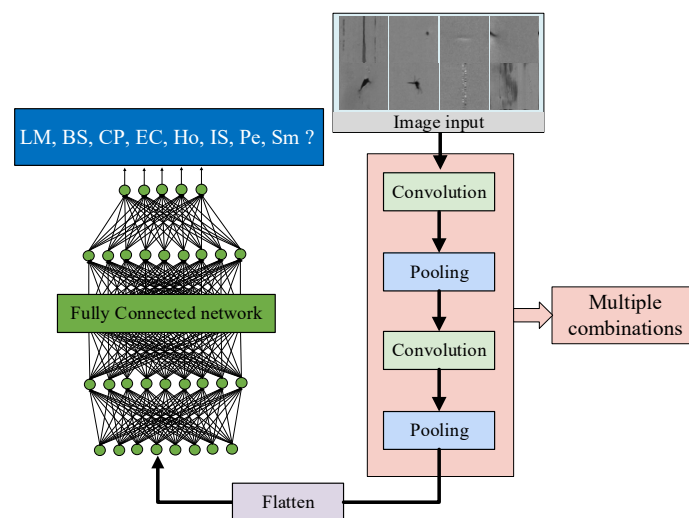 Image input
LM, BS, CP, EC, Ho, IS, Pe, Sm ?
Convolution
Pooling
Fully Connected network
Multiple
combinations
Convolution
Pooling
Flatten